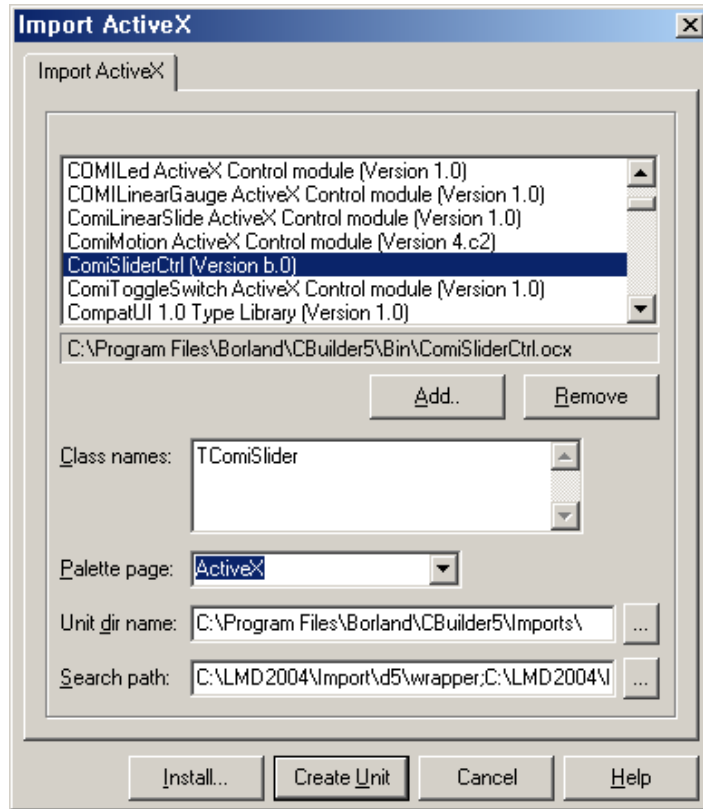 Import ActiveX
Import ActiveX
COMILed ActiveX Control module (Version 1.0)
COMILinearGauge ActiveX Control module (Version 1.0)
ComiLinearSlide ActiveX Control module (Version 1.0)
ComiMotion ActiveX Control module (Version 4.c2)
ComiSliderCtrl (Version b.0)
ComiToggleSwitch ActiveX Control module (Version 1.0)
CompatUI 1.0 Type Library (Version 1.0)
C:\Program Files\Borland\CBuilder5\Bin\ComiSliderCtrl.ocx
Add.. Remove
Class names: TComiSlider
Palette page: ActiveX
Unit dir name: C:\Program Files\Borland\CBuilder5\Imports\ ...
Search path: C:\LMD2004\Import\d5\wrapper;C:\LMD2004\I ...
Install... Create Unit Cancel Help